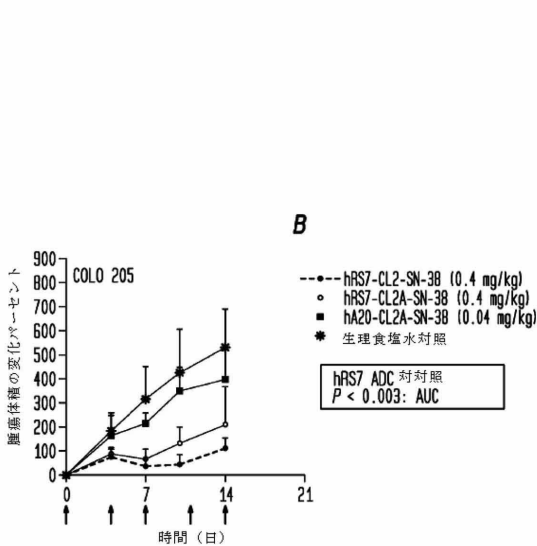 B
900
800
700
600
500
400
300
200
100
0
COLO 205
腫瘍体積の変化パーセント
0
7
14
21
時間（日）
hRS7-CL2-SN-38 (0.4 mg/kg)
hRS7-CL2A-SN-38 (0.4 mg/kg)
hA20-CL2A-SN-38 (0.04 mg/kg)
生理食塩水対照
hRS7 ADC 対対照
P < 0.003: AUC